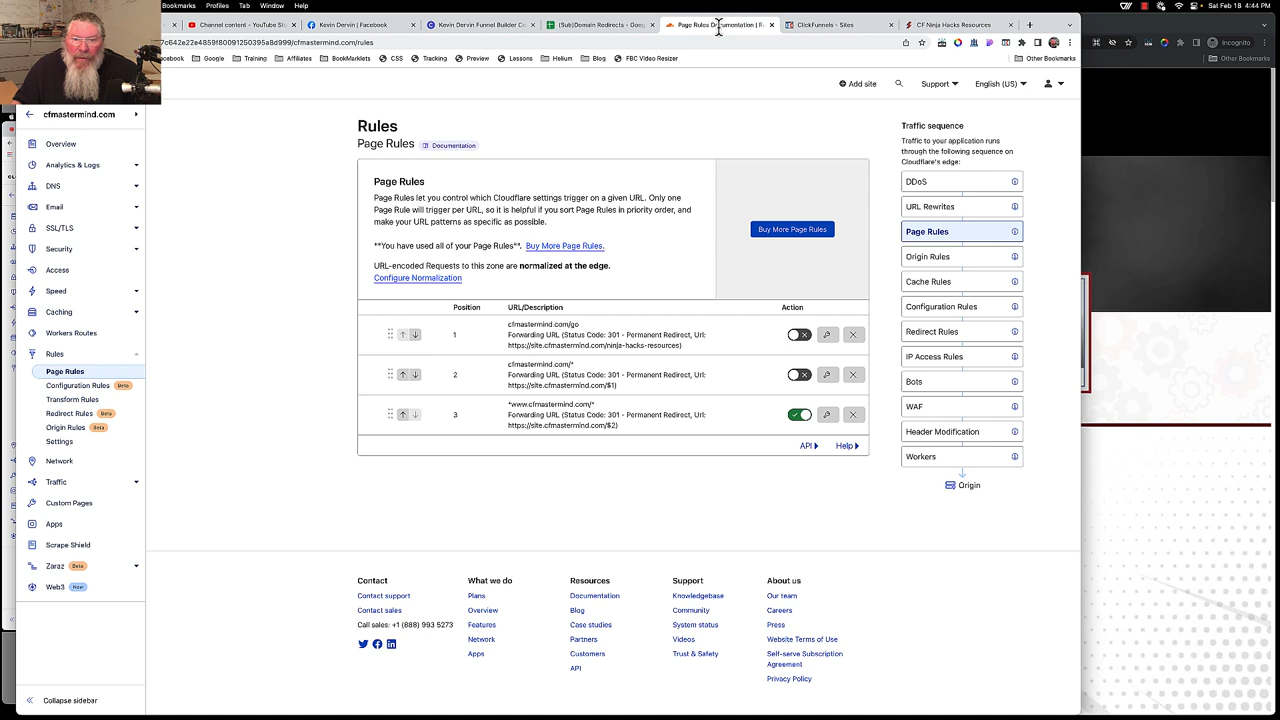 Profiles
Tab
Window
Help
Sat Feb 18 4:44 PM
Channel content - YouTube St
Kevin Dervin | Facebook
Kevin Dervin Funnel Builder Co
(Sub)Domain Redirects - Goog
Page Rules Documentation | R
ClickFunnels - Sites
CF Ninja Hacks Resources
7c642e22e4859f80091250395a8d999/cfmastermind.com/rules
Incognito
Google
Training
Affiliates
BookMarklets
CSS
Tracking
Preview
Lessons
Helium
Blog
FBC Video Resizer
Other Bookmarks
Other Bookmarks
Add site
Support
English (US)
cfmastermind.com
Overview
Analytics & Logs
DNS
Email
SSL/TLS
Security
Access
Speed
Caching
Workers Routes
Rules
Page Rules
Configuration Rules Beta
Transform Rules
Redirect Rules Beta
Origin Rules Beta
Settings
Network
Traffic
Custom Pages
Apps
Scrape Shield
Zaraz Beta
Web3 New
Collapse sidebar
Rules
Page Rules Documentation
Page Rules
Page Rules let you control which Cloudflare settings trigger on a given URL. Only one
Page Rule will trigger per URL, so it is helpful if you sort Page Rules in priority order, and
make your URL patterns as specific as possible.
**You have used all of your Page Rules**. Buy More Page Rules.
URL-encoded Requests to this zone are normalized at the edge.
Configure Normalization
Buy More Page Rules
Position URL/Description Action
1 cfmastermind.com/go
Forwarding URL (Status Code: 301 - Permanent Redirect, Url:
https://site.cfmastermind.com/ninja-hacks-resources)
2 cfmastermind.com/*
Forwarding URL (Status Code: 301 - Permanent Redirect, Url:
https://site.cfmastermind.com/$1)
3 *www.cfmastermind.com/*
Forwarding URL (Status Code: 301 - Permanent Redirect, Url:
https://site.cfmastermind.com/$2)
API
Help
Traffic sequence
Traffic to your application runs
through the following sequence on
Cloudflare's edge:
DDoS
URL Rewrites
Page Rules
Origin Rules
Cache Rules
Configuration Rules
Redirect Rules
IP Access Rules
Bots
WAF
Header Modification
Workers
Origin
Contact
Contact support
Contact sales
Call sales: +1 (888) 993 5273
What we do
Plans
Overview
Features
Network
Apps
Resources
Documentation
Blog
Case studies
Partners
Customers
API
Support
Knowledgebase
Community
System status
Videos
Trust & Safety
About us
Our team
Careers
Press
Website Terms of Use
Self-serve Subscription
Agreement
Privacy Policy